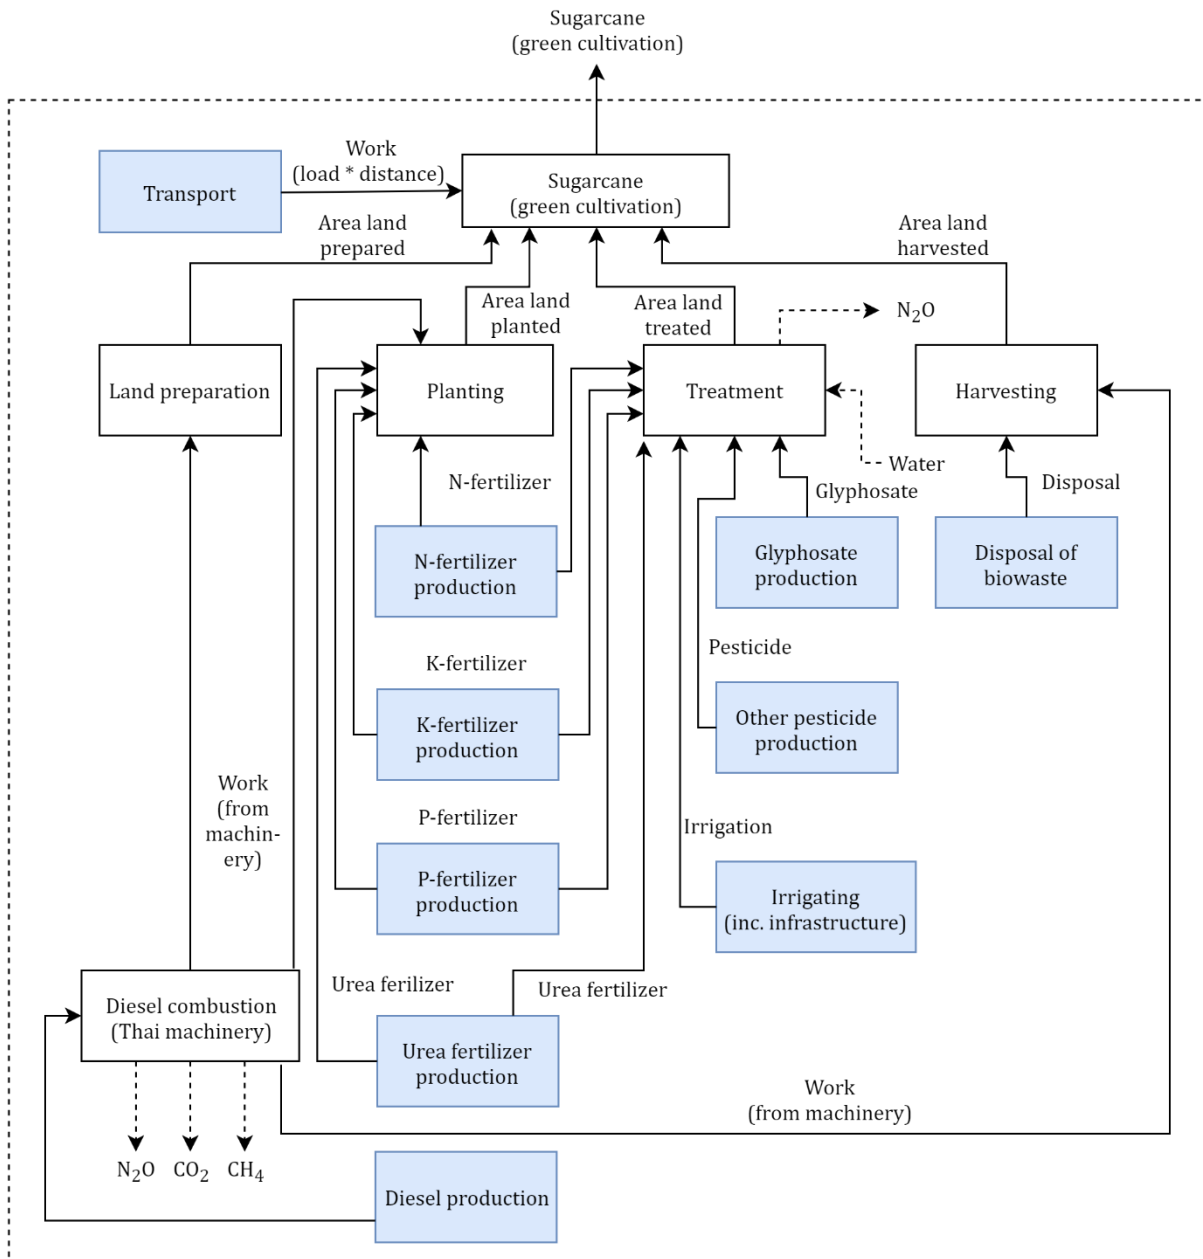 Sugarcane
(green cultivation)
Work
(load * distance)
Transport
Sugarcane
(green cultivation)
Area land
prepared
Area land
harvested
Area land
planted
Area land
treated
N₂O
Land preparation
Planting
Treatment
Harvesting
Water
N-fertilizer
Glyphosate
Disposal
N-fertilizer
production
Glyphosate
production
Disposal of
biowaste
K-fertilizer
Pesticide
K-fertilizer
production
Other pesticide
production
Work
(from
machin-
ery)
P-fertilizer
Irrigation
P-fertilizer
production
Irrigating
(inc. infrastructure)
Urea ferilizer
Urea fertilizer
Diesel combustion
(Thai machinery)
Urea fertilizer
production
Work
(from machinery)
N₂O
CO₂
CH₄
Diesel production